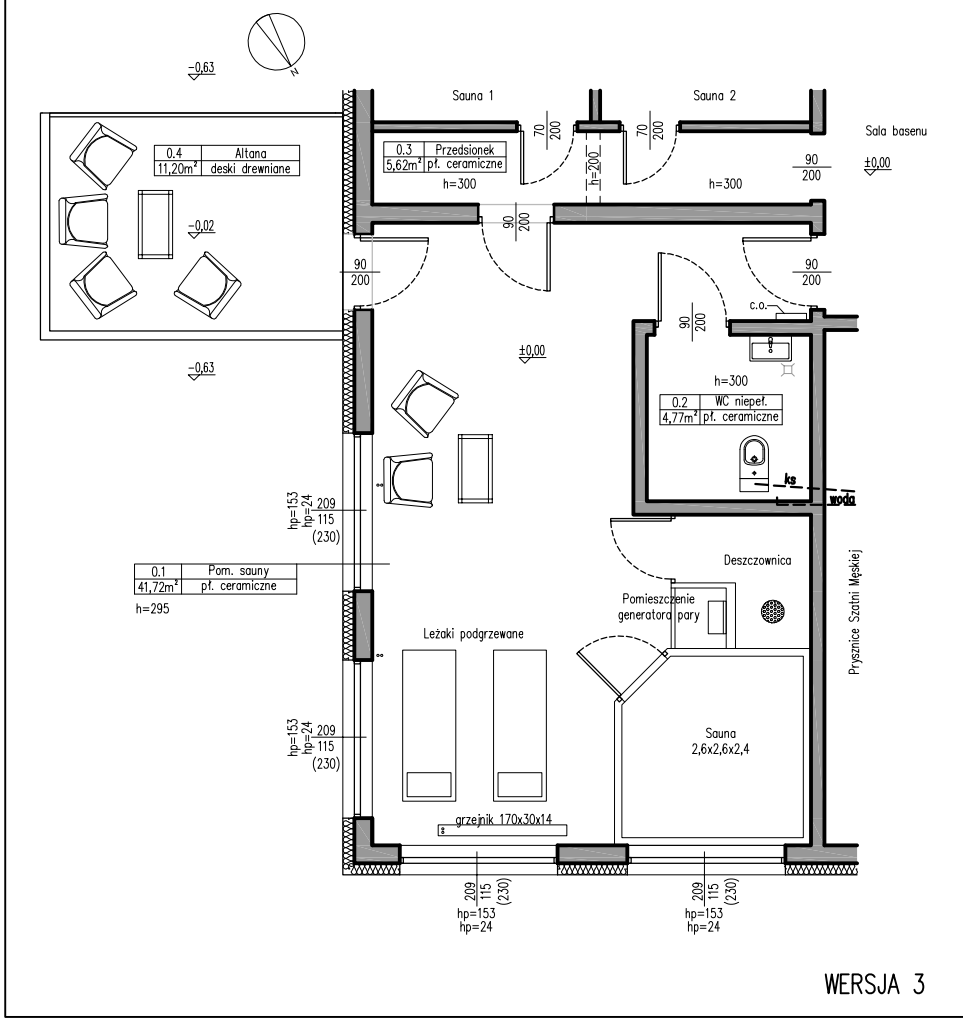 N
-0,63
Sauna 1
Sauna 2
70
200
70
200
Sala basenu
±0,00
0.4 Altana
11,20m² deski drewniane
0.3 Przedsionek
5,62m² pł. ceramiczne
h=300
h=200
h=300
90
200
-0,02
90
200
90
200
90
200
c.o.
90
200
±0,00
-0,63
h=300
0.2 WC niepeł.
4,77m² pł. ceramiczne
ks
woda
hp=153
hp=24
209
115
(230)
0.1 Pom. sauny
41,72m² pł. ceramiczne
h=295
Deszczownica
Pomieszczenie
generatora pary
Prysznice Szatni Męskiej
Leżaki podgrzewane
hp=153
hp=24
209
115
(230)
Sauna
2,6x2,6x2,4
grzejnik 170x30x14
209
115
(230)
hp=153
hp=24
209
115
(230)
hp=153
hp=24
WERSJA 3